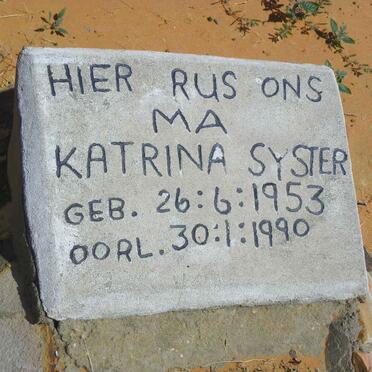 HIER RUS ONS
MA
KATRINA SYSTER
GEB. 26:6:1953
OORL. 30:1:1990